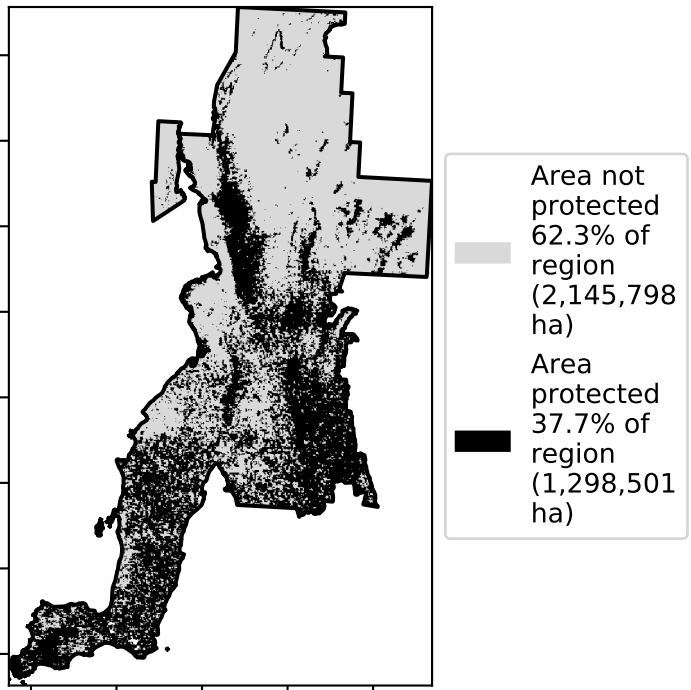 Area not
protected
62.3% of
region
(2,145,798
ha)
Area
protected
37.7% of
region
(1,298,501
ha)